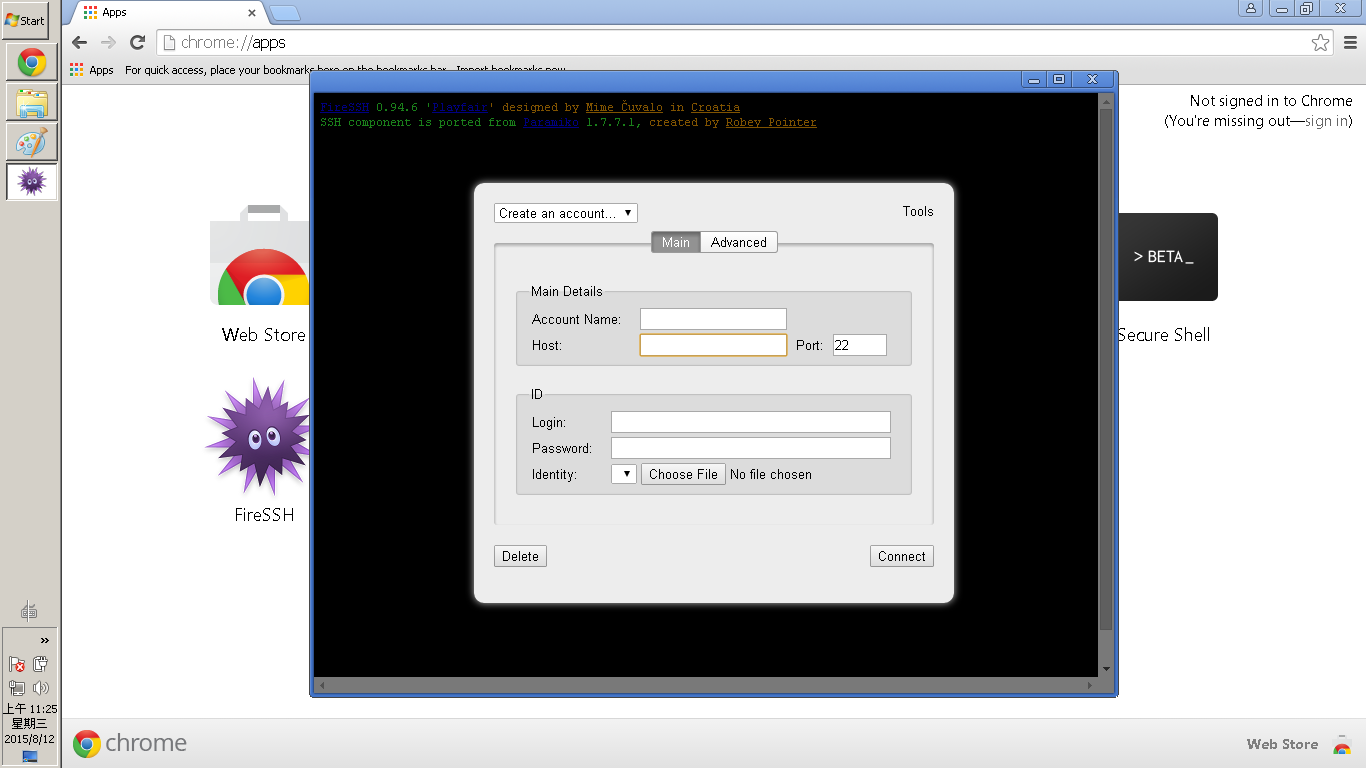 Start
Apps
chrome://apps
Apps For quick access, place your bookmarks here on the bookmarks bar. Import bookmarks now...
Not signed in to Chrome
(You're missing out—sign in)
FireSSH 0.94.6 'Playfair' designed by Mime Čuvalo in Croatia
SSH component is ported from Paramiko 1.7.7.1, created by Robey Pointer
Create an account...
Tools
Main
Advanced
Main Details
Account Name:
Host:
Port: 22
ID
Login:
Password:
Identity:
Choose File No file chosen
Delete
Connect
Web Store
FireSSH
> BETA_
Secure Shell
上午 11:25
星期三
2015/8/12
chrome
Web Store